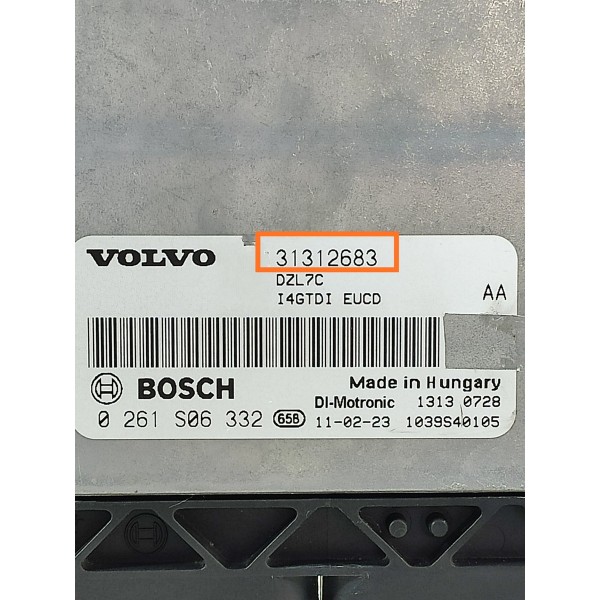 VOLVO 31312683
DZL7C
I4GTDI EUCD AA
BOSCH Made in Hungary
DI-Motronic 1313 0728
0 261 S06 332 65B 11-02-23 1039S40105